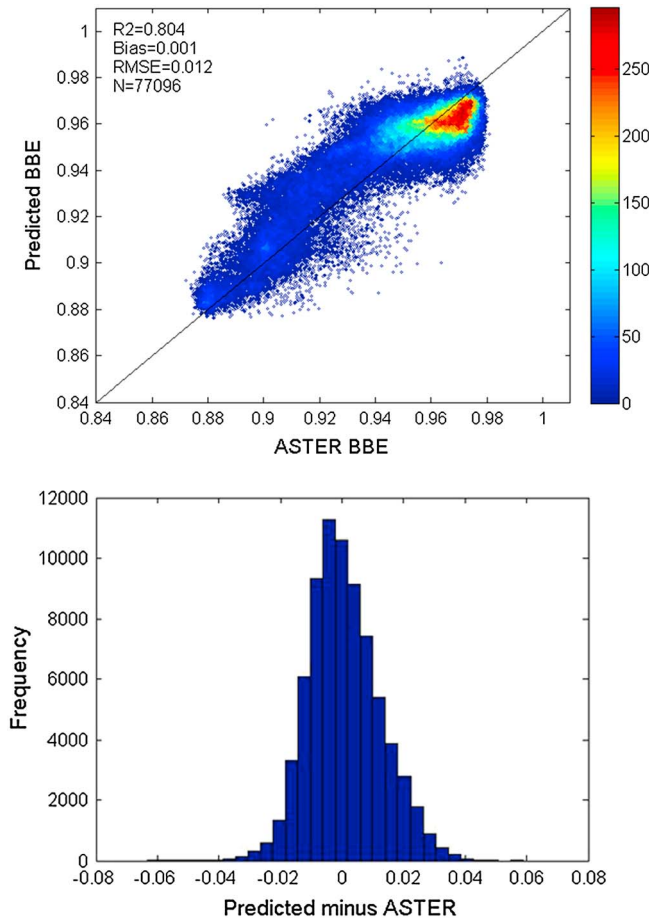 R2=0.804
Bias=0.001
RMSE=0.012
N=77096
1
0.98
0.96
0.94
0.92
0.9
0.88
0.86
0.84
Predicted BBE
0.84 0.86 0.88 0.9 0.92 0.94 0.96 0.98 1
ASTER BBE
250
200
150
100
50
0
12000
10000
8000
6000
4000
2000
0
Frequency
-0.08 -0.06 -0.04 -0.02 0 0.02 0.04 0.06 0.08
Predicted minus ASTER